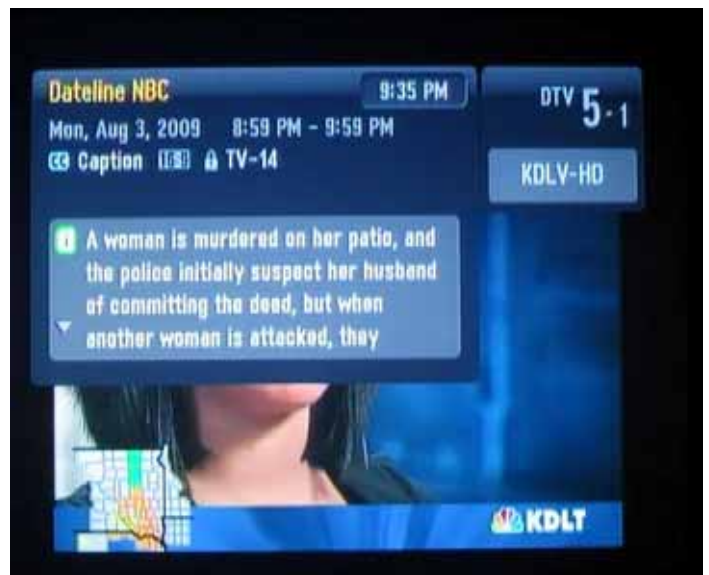 Dateline NBC
9:35 PM
DTV 5-1
Mon, Aug 3, 2009 8:59 PM - 9:59 PM
CC Caption TV-14
KDLV-HD
i A woman is murdered on her patio, and
the police initially suspect her husband
of committing the deed, but when
another woman is attacked, they
KDLT